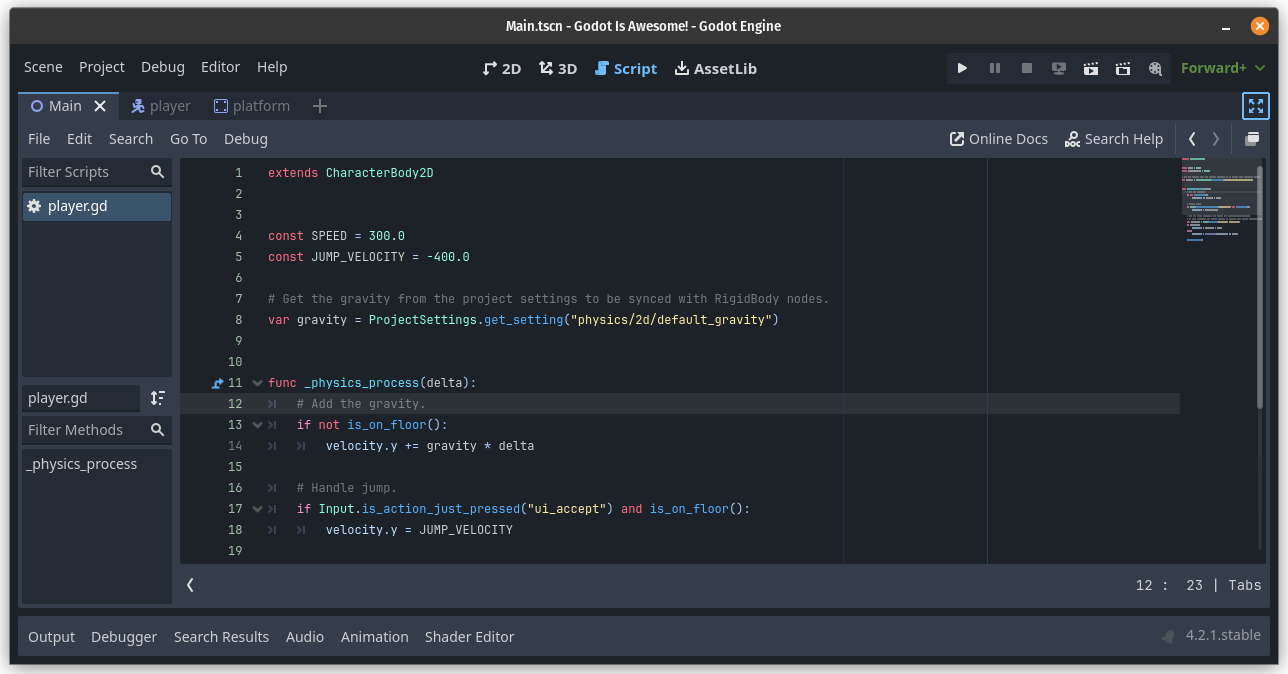 Main.tscn - Godot Is Awesome! - Godot Engine
Scene Project Debug Editor Help 2D 3D Script AssetLib Forward+
Main player platform
File Edit Search Go To Debug Online Docs Search Help
Filter Scripts
player.gd
player.gd
Filter Methods
_physics_process
1 extends CharacterBody2D
2
3
4 const SPEED = 300.0
5 const JUMP_VELOCITY = -400.0
6
7 # Get the gravity from the project settings to be synced with RigidBody nodes.
8 var gravity = ProjectSettings.get_setting("physics/2d/default_gravity")
9
10
11 func _physics_process(delta):
12 # Add the gravity.
13 if not is_on_floor():
14 velocity.y += gravity * delta
15
16 # Handle jump.
17 if Input.is_action_just_pressed("ui_accept") and is_on_floor():
18 velocity.y = JUMP_VELOCITY
19
12 : 23 | Tabs
Output Debugger Search Results Audio Animation Shader Editor 4.2.1.stable